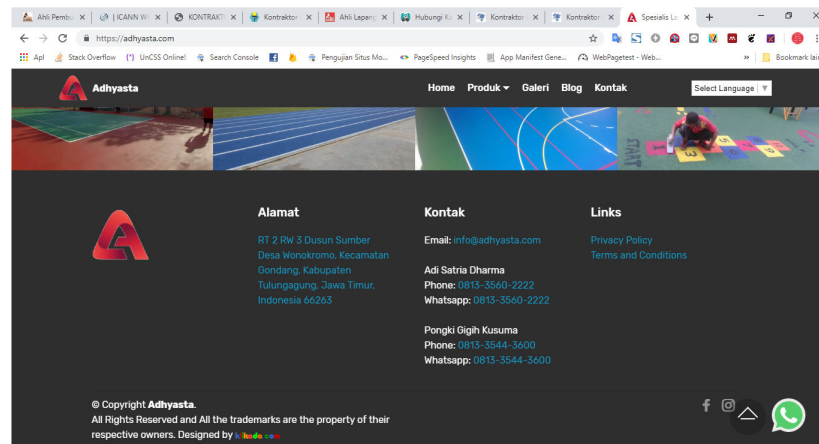 Ahli Pembu
| ICANN W
KONTRAKT
Kontraktor
Ahli Lapang
Hubungi Ka
Kontraktor
Kontraktor
Spesialis La
https://adhyasta.com
Apl
Stack Overflow
UnCSS Online!
Search Console
Pengujian Situs Mo...
PageSpeed Insights
App Manifest Gene...
WebPagetest - Web...
»
Bookmark lain
Adhyasta
Home Produk Galeri Blog Kontak
Select Language
START
Alamat
RT 2 RW 3 Dusun Sumber
Desa Wonokromo, Kecamatan
Gondang, Kabupaten
Tulungagung, Jawa Timur,
Indonesia 66263
Kontak
Email: info@adhyasta.com
Adi Satria Dharma
Phone: 0813-3560-2222
Whatsapp: 0813-3560-2222
Pongki Gigih Kusuma
Phone: 0813-3544-3600
Whatsapp: 0813-3544-3600
Links
Privacy Policy
Terms and Conditions
© Copyright Adhyasta.
All Rights Reserved and All the trademarks are the property of their
respective owners. Designed by